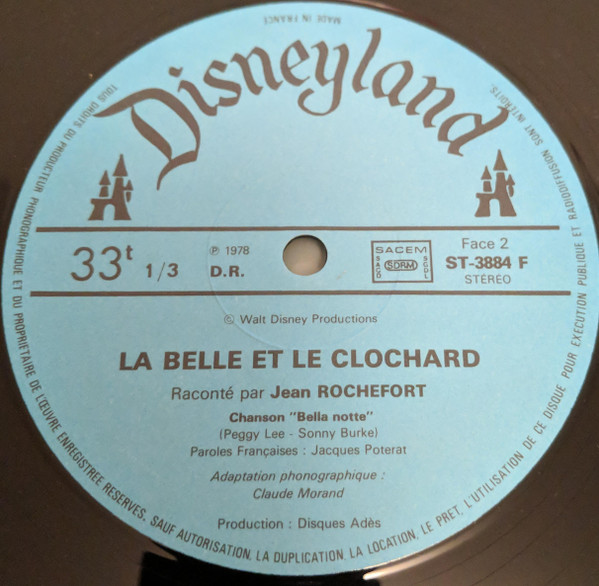 MADE IN FRANCE
Disneyland
33t 1/3
℗ 1978
D.R.
SACEM
SACD
SDRM
SGDL
Face 2
ST-3884 F
STÉRÉO
© Walt Disney Productions
LA BELLE ET LE CLOCHARD
Raconté par Jean ROCHEFORT
Chanson "Bella notte"
(Peggy Lee - Sonny Burke)
Paroles Françaises : Jacques Poterat
Adaptation phonographique :
Claude Morand
Production : Disques Adès
TOUS DROITS DU PRODUCTEUR PHONOGRAPHIQUE ET DU PROPRIETAIRE DE L'ŒUVRE ENREGISTREE RESERVES. SAUF AUTORISATION, LA DUPLICATION, LA LOCATION, LE PRET, L'UTILISATION DE CE DISQUE POUR EXECUTION PUBLIQUE ET RADIODIFFUSION SONT INTERDITS.